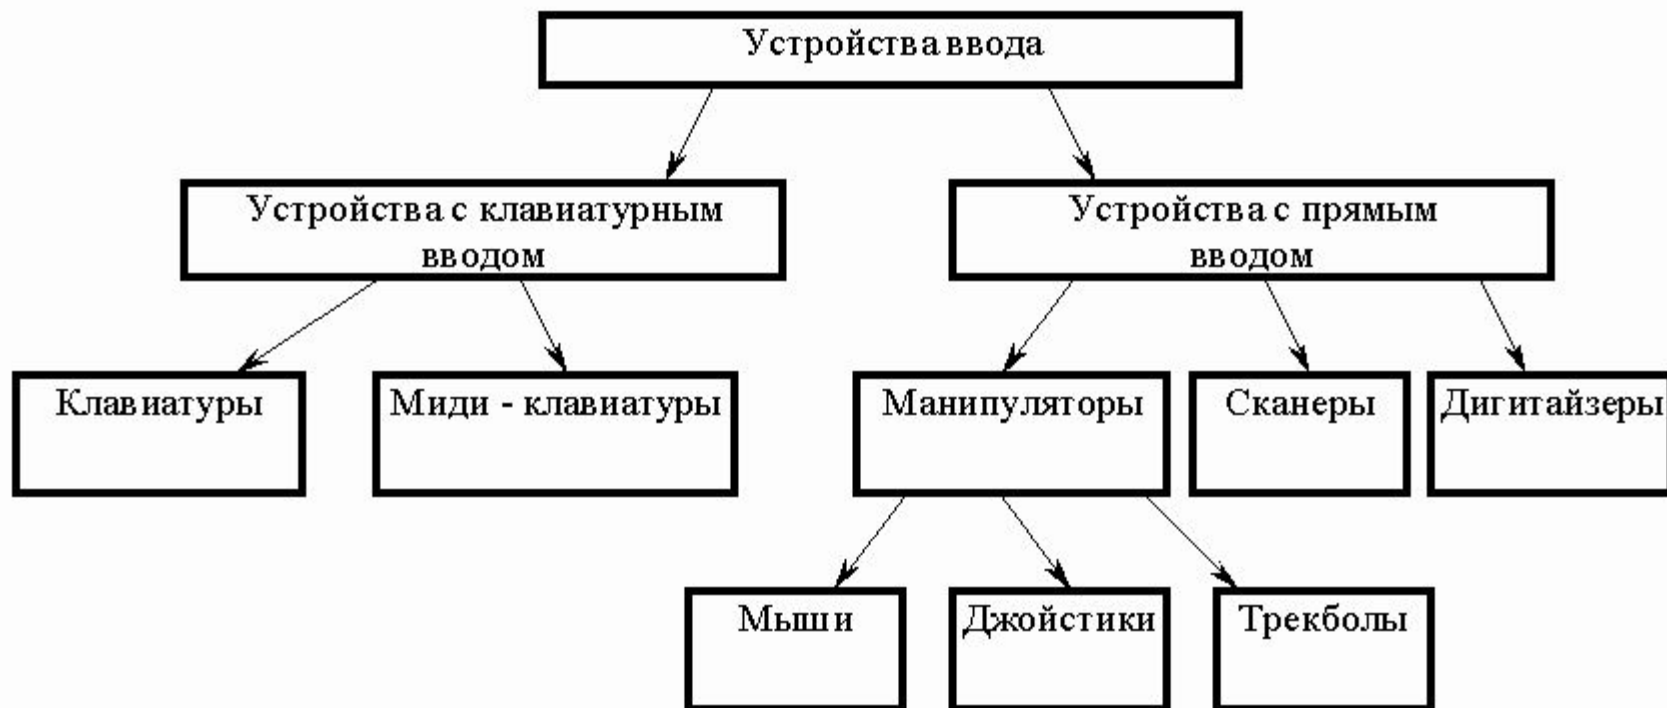 Устройства ввода
Устройства с клавиатурным
вводом
Устройства с прямым
вводом
Клавиатуры
Миди - клавиатуры
Манипуляторы
Сканеры
Дигитайзеры
Мыши
Джойстики
Трекболы